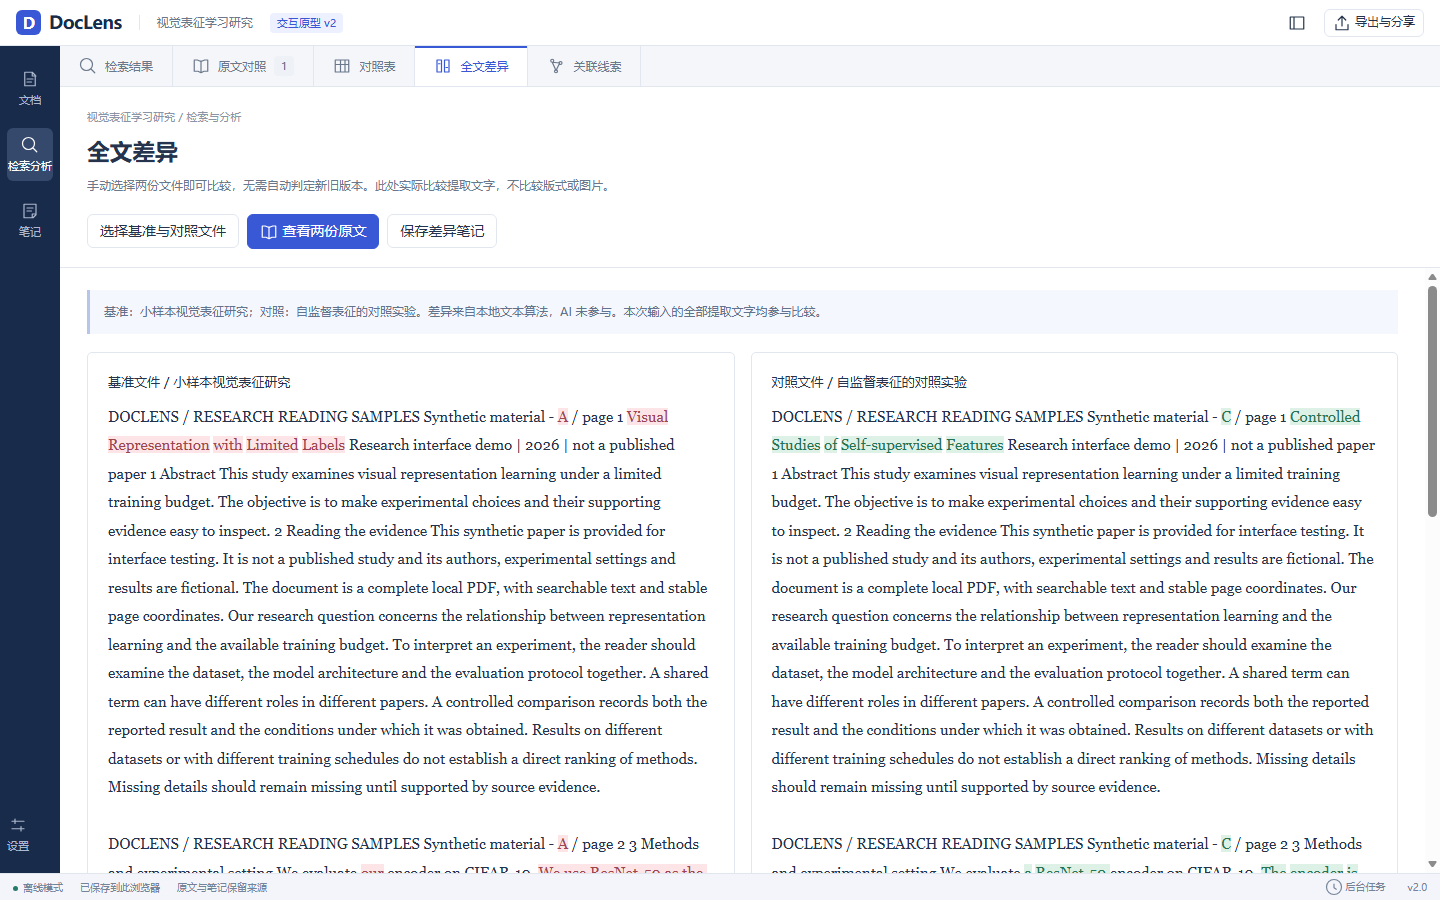 D DocLens 视觉表征学习研究 交互原型 v2 导出与分享
检索结果 原文对照 1 对照表 全文差异 关联线索
文档
检索分析
笔记
设置
视觉表征学习研究 / 检索与分析
全文差异
手动选择两份文件即可比较，无需自动判定新旧版本。此处实际比较提取文字，不比较版式或图片。
选择基准与对照文件 查看两份原文 保存差异笔记
基准：小样本视觉表征研究；对照：自监督表征的对照实验。差异来自本地文本算法，AI 未参与。本次输入的全部提取文字均参与比较。
基准文件 / 小样本视觉表征研究
DOCLENS / RESEARCH READING SAMPLES Synthetic material - A / page 1 Visual
Representation with Limited Labels Research interface demo | 2026 | not a published
paper 1 Abstract This study examines visual representation learning under a limited
training budget. The objective is to make experimental choices and their supporting
evidence easy to inspect. 2 Reading the evidence This synthetic paper is provided for
interface testing. It is not a published study and its authors, experimental settings and
results are fictional. The document is a complete local PDF, with searchable text and stable
page coordinates. Our research question concerns the relationship between representation
learning and the available training budget. To interpret an experiment, the reader should
examine the dataset, the model architecture and the evaluation protocol together. A shared
term can have different roles in different papers. A controlled comparison records both the
reported result and the conditions under which it was obtained. Results on different
datasets or with different training schedules do not establish a direct ranking of methods.
Missing details should remain missing until supported by source evidence.
DOCLENS / RESEARCH READING SAMPLES Synthetic material - A / page 2 3 Methods
and experimental setting We evaluate our encoder on CIFAR-10. We use ResNet-50 as the
对照文件 / 自监督表征的对照实验
DOCLENS / RESEARCH READING SAMPLES Synthetic material - C / page 1 Controlled
Studies of Self-supervised Features Research interface demo | 2026 | not a published paper
1 Abstract This study examines visual representation learning under a limited training
budget. The objective is to make experimental choices and their supporting evidence easy
to inspect. 2 Reading the evidence This synthetic paper is provided for interface testing. It
is not a published study and its authors, experimental settings and results are fictional. The
document is a complete local PDF, with searchable text and stable page coordinates. Our
research question concerns the relationship between representation learning and the
available training budget. To interpret an experiment, the reader should examine the
dataset, the model architecture and the evaluation protocol together. A shared term can
have different roles in different papers. A controlled comparison records both the reported
result and the conditions under which it was obtained. Results on different datasets or with
different training schedules do not establish a direct ranking of methods. Missing details
should remain missing until supported by source evidence.
DOCLENS / RESEARCH READING SAMPLES Synthetic material - C / page 2 3 Methods
and experimental setting We evaluate a ResNet-50 encoder on CIFAR-10. The encoder is
离线模式 已保存到此浏览器 原文与笔记保留来源 后台任务 v2.0